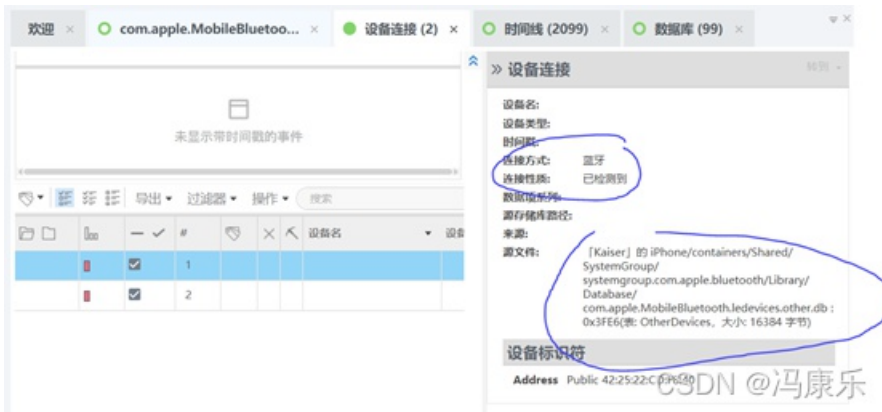 欢迎 × com.apple.MobileBluetoo... × 设备连接 (2) × 时间线 (2099) × 数据库 (99) ×
设备连接
转到
未显示带时间戳的事件
设备名:
设备类型:
时间戳:
连接方式: 蓝牙
连接性质: 已检测到
数据项系列:
源存储库路径:
来源:
源文件: 「Kaiser」的 iPhone/containers/Shared/
SystemGroup/
systemgroup.com.apple.bluetooth/Library/
Database/
com.apple.MobileBluetooth.ledevices.other.db :
0x3FE6(表: OtherDevices, 大小: 16384 字节)
导出 过滤器 操作 搜索
# 设备名 设备
1
2
设备标识符
Address Public 42:25:22:C
CSDN @冯康乐